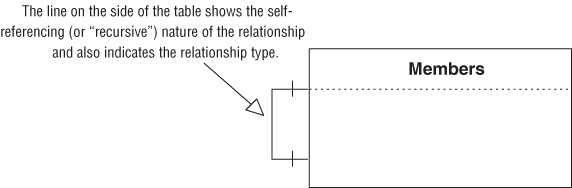 The line on the side of the table shows the self-
referencing (or “recursive”) nature of the relationship
and also indicates the relationship type.
Members